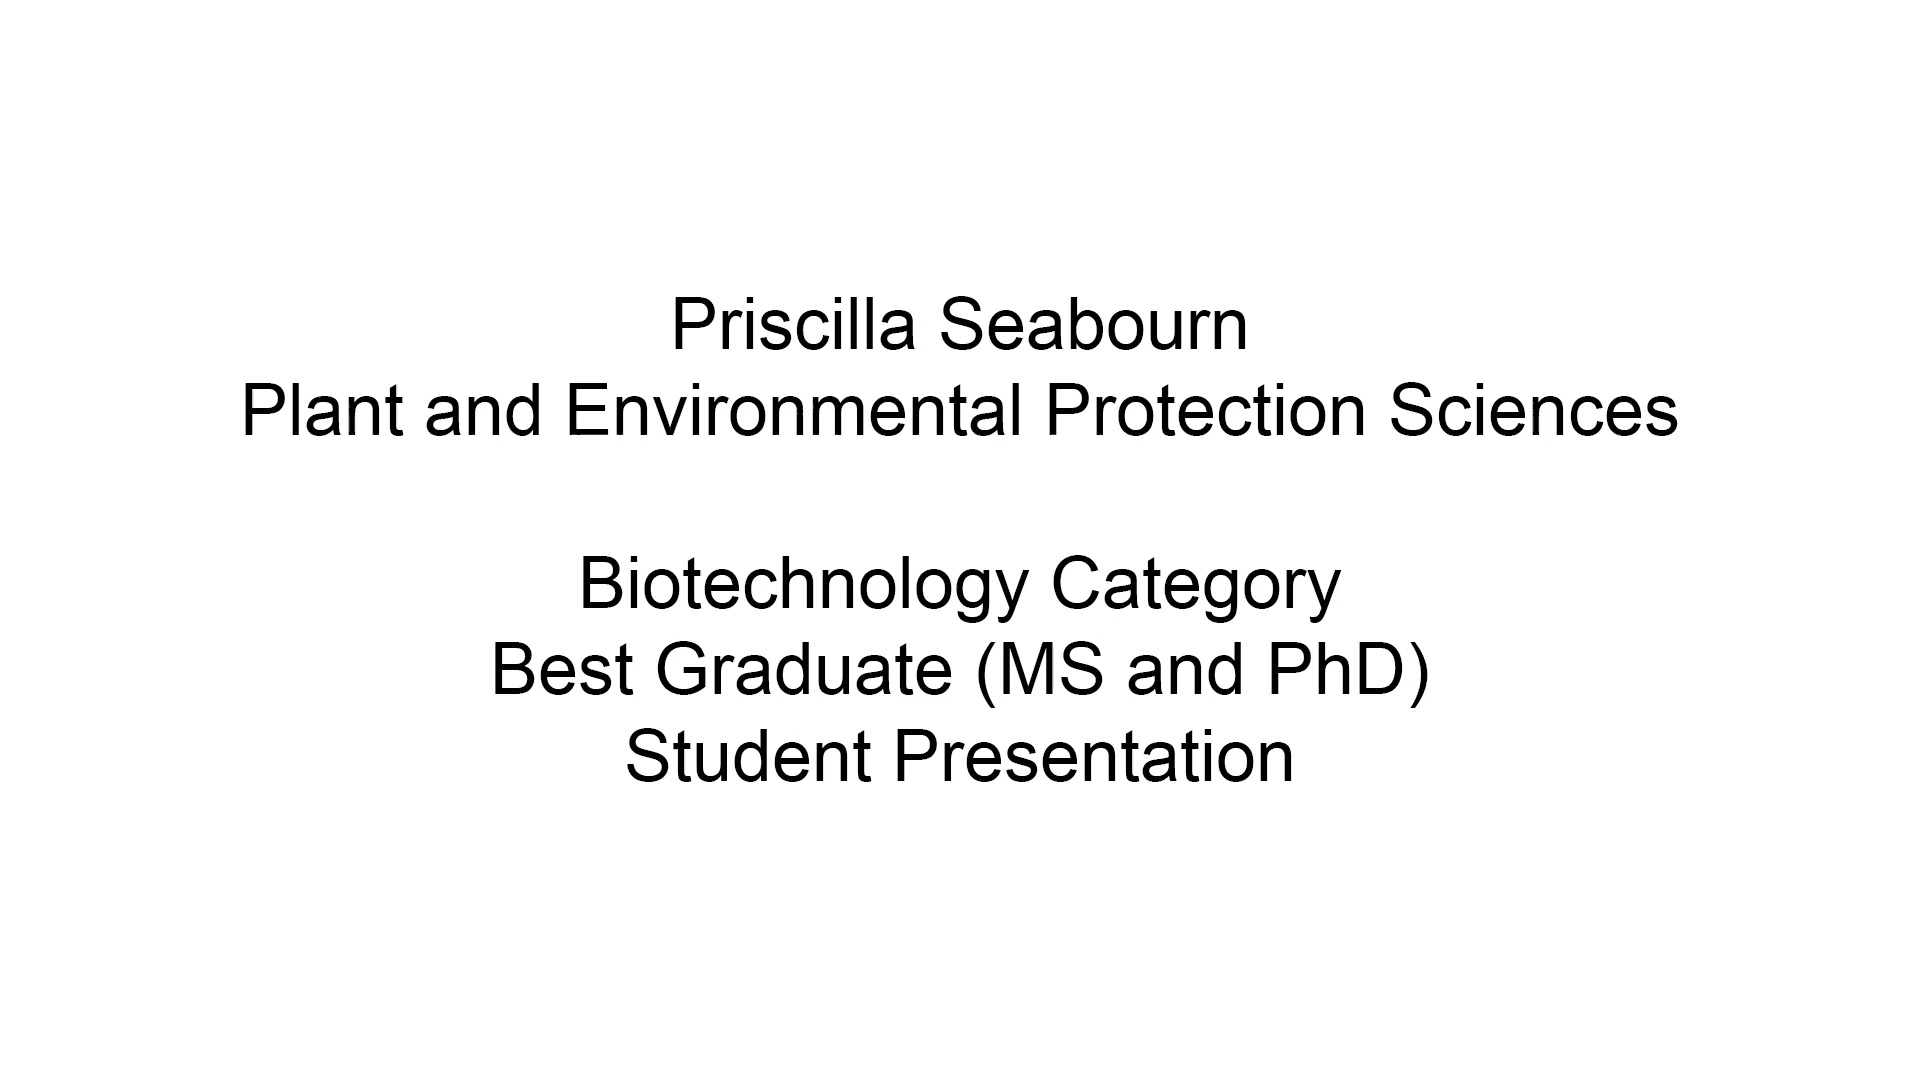 Priscilla Seabourn
Plant and Environmental Protection Sciences
Biotechnology Category
Best Graduate (MS and PhD)
Student Presentation